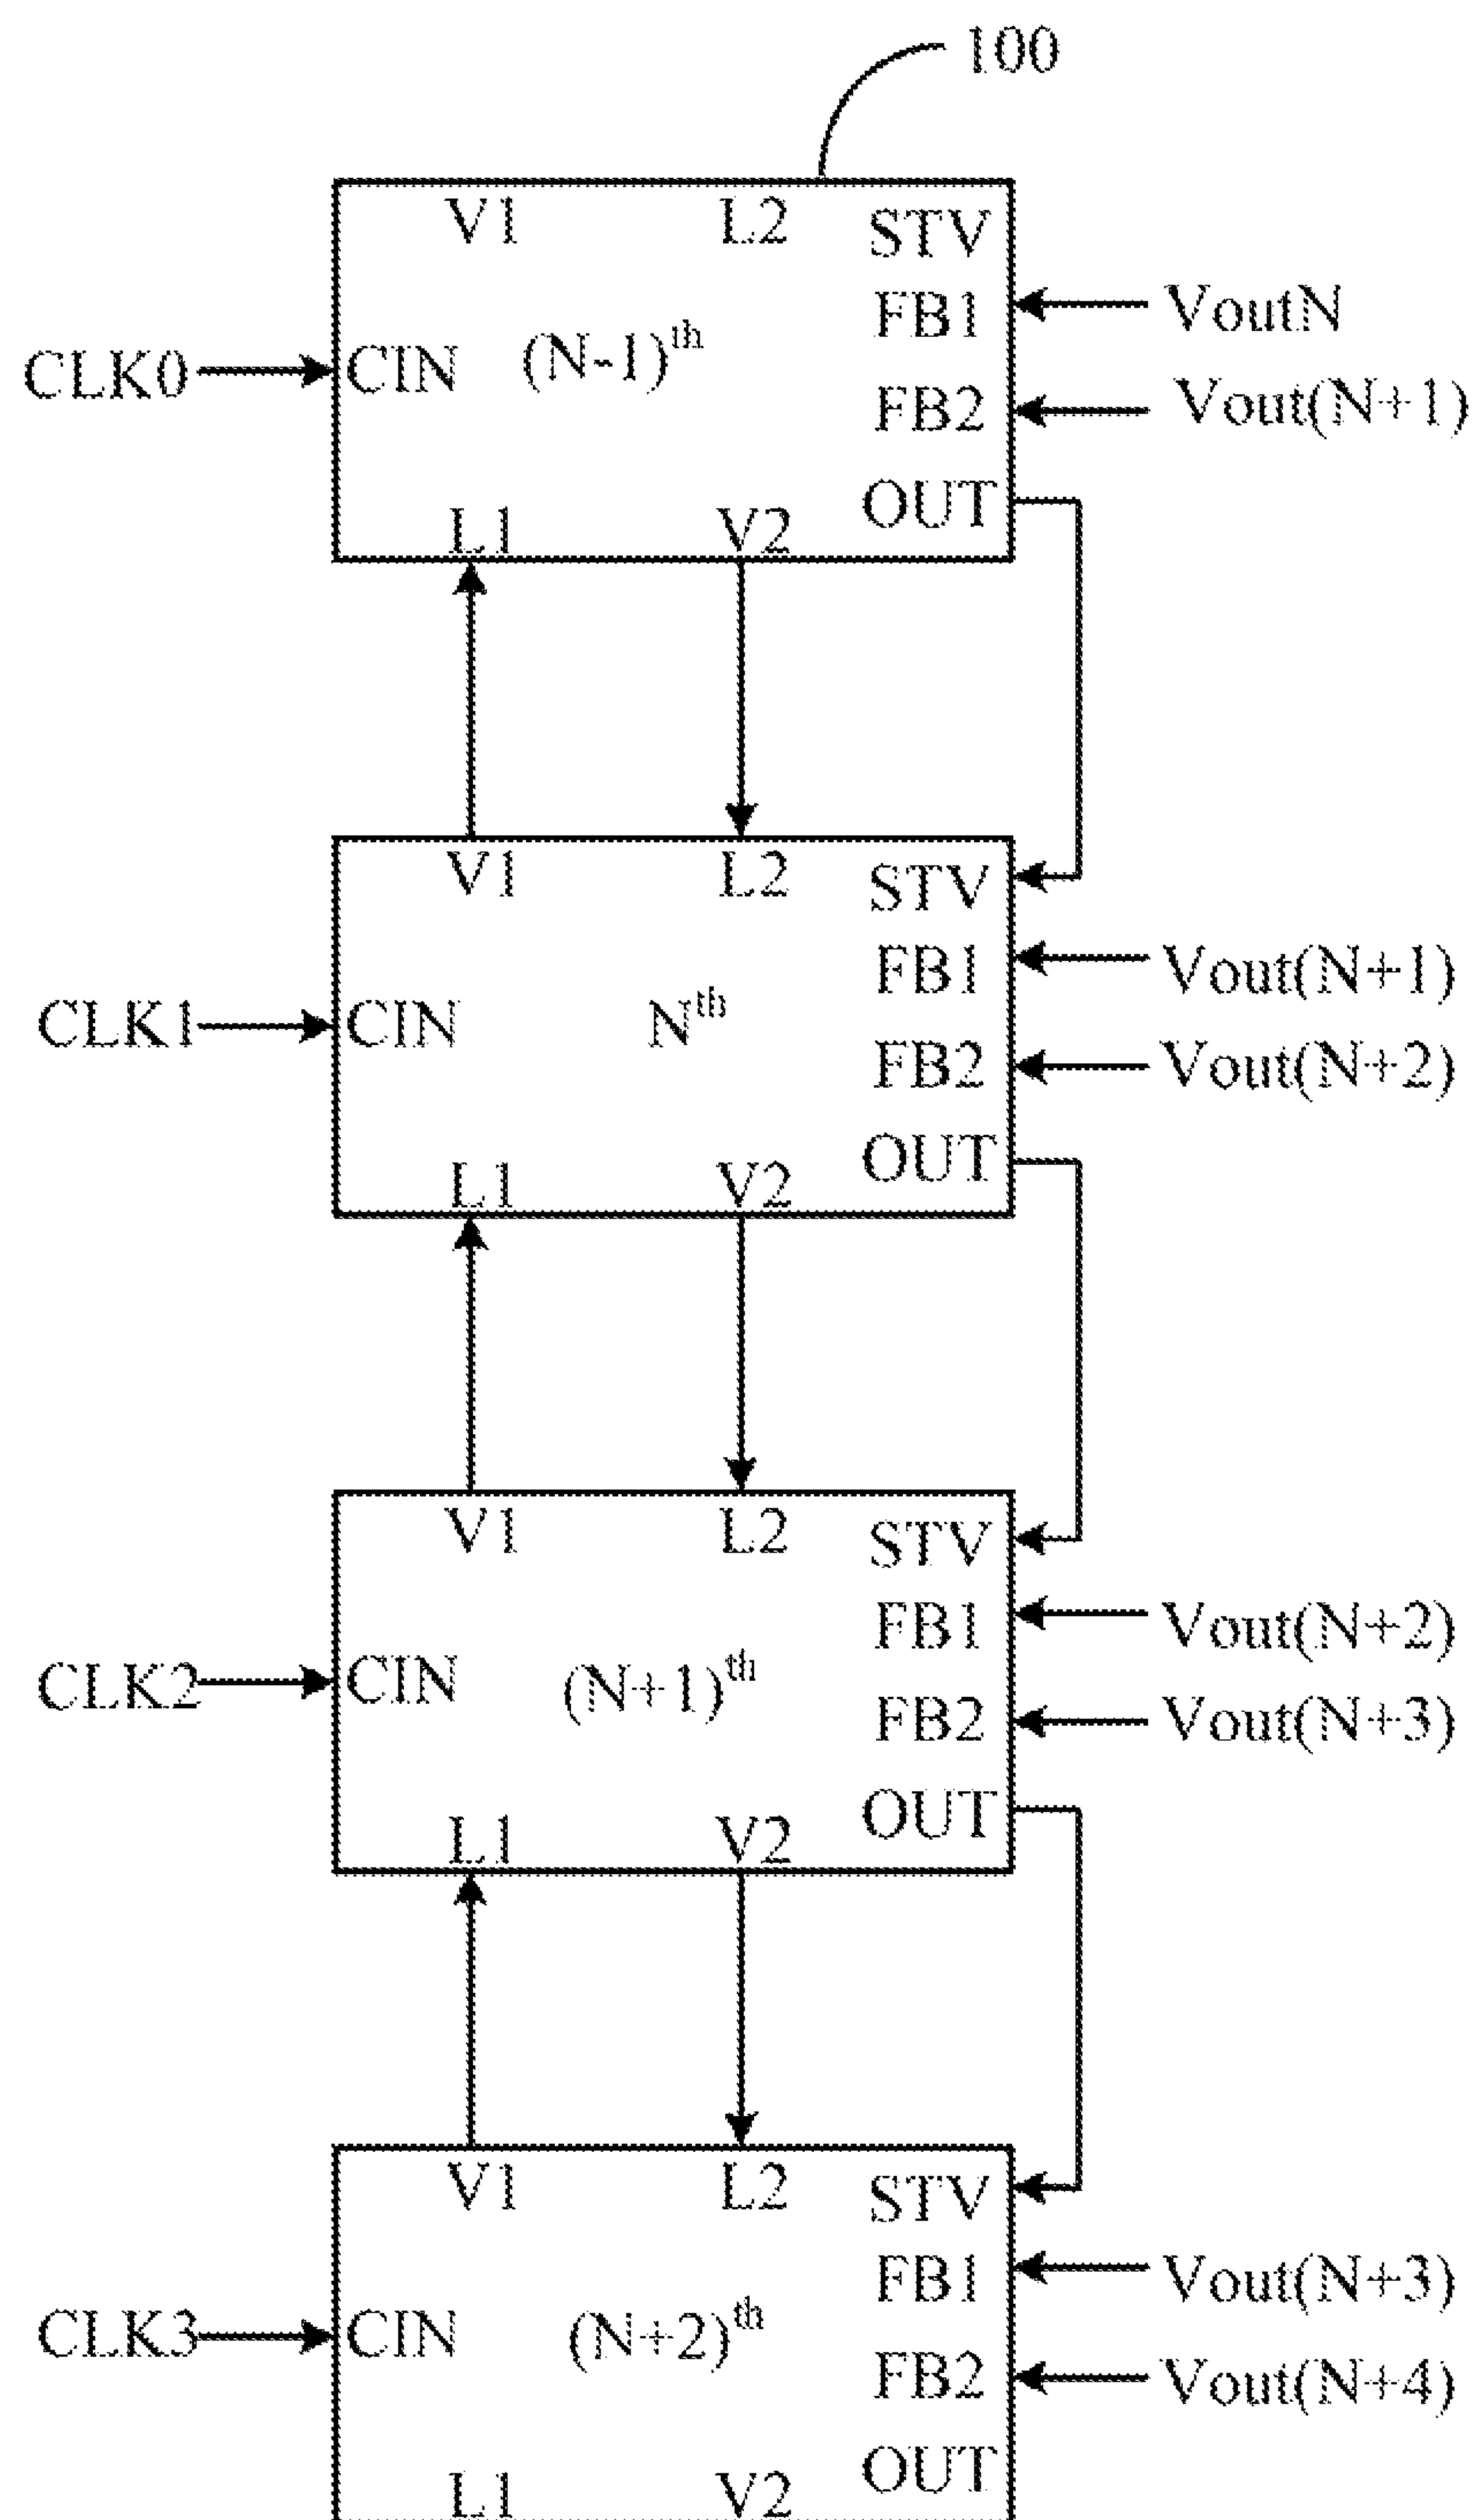 100
V1 L2 STV
FB1 VoutN
CLK0 CIN (N-1)th
FB2 Vout(N+1)
OUT
L1 V2
V1 L2 STV
FB1 Vout(N+1)
CLK1 CIN Nth
FB2 Vout(N+2)
OUT
L1 V2
V1 L2 STV
FB1 Vout(N+2)
CLK2 CIN (N+1)th
FB2 Vout(N+3)
OUT
L1 V2
V1 L2 STV
FB1 Vout(N+3)
CLK3 CIN (N+2)th
FB2 Vout(N+4)
OUT
L1 V2